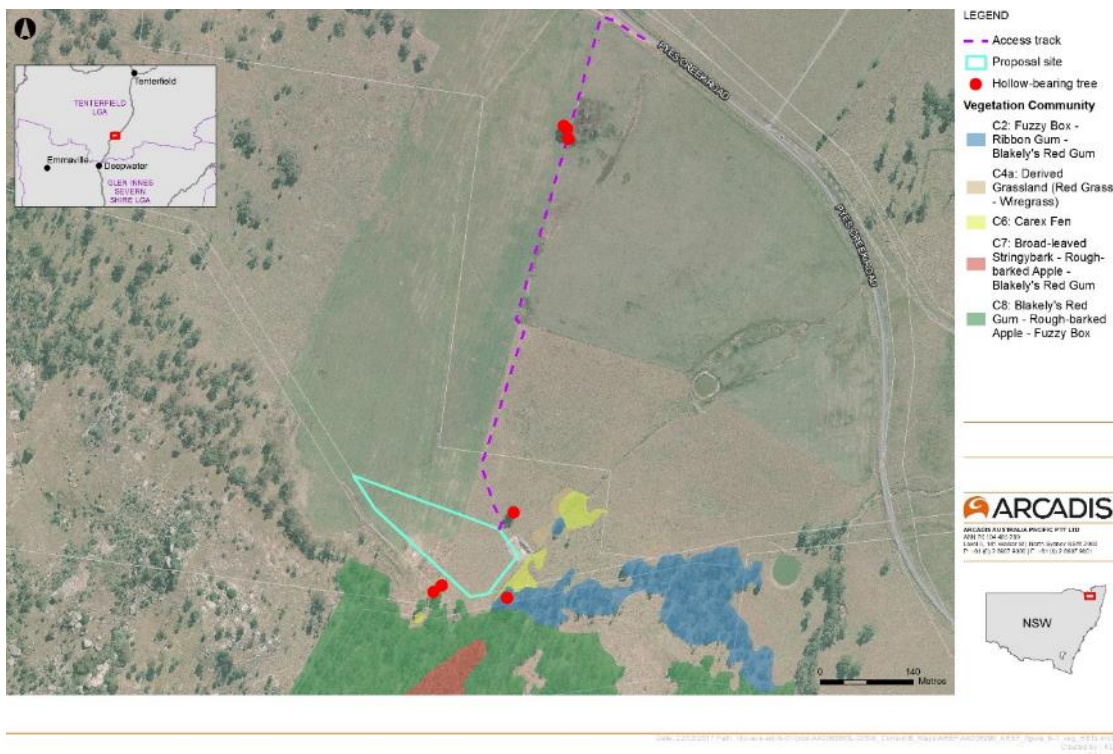 LEGEND
Access track
Proposal site
Hollow-bearing tree
Vegetation Community
C2: Fuzzy Box -
Ribbon Gum -
Blakely's Red Gum
C4a: Derived
Grassland (Red Grass
- Wiregrass)
C6: Carex Fen
C7: Broad-leaved
Stringybark - Rough-
barked Apple -
Blakely's Red Gum
C8: Blakely's Red
Gum - Rough-barked
Apple - Fuzzy Box
Tenterfield
TENTERFIELD
LGA
Emmaville
Deepwater
GLEN INNES
SEVERN
SHIRE LGA
PYES CREEK ROAD
PYES CREEK ROAD
0 140
Metres
ARCADIS
ARCADIS AUSTRALIA PACIFIC PTY LTD
NSW